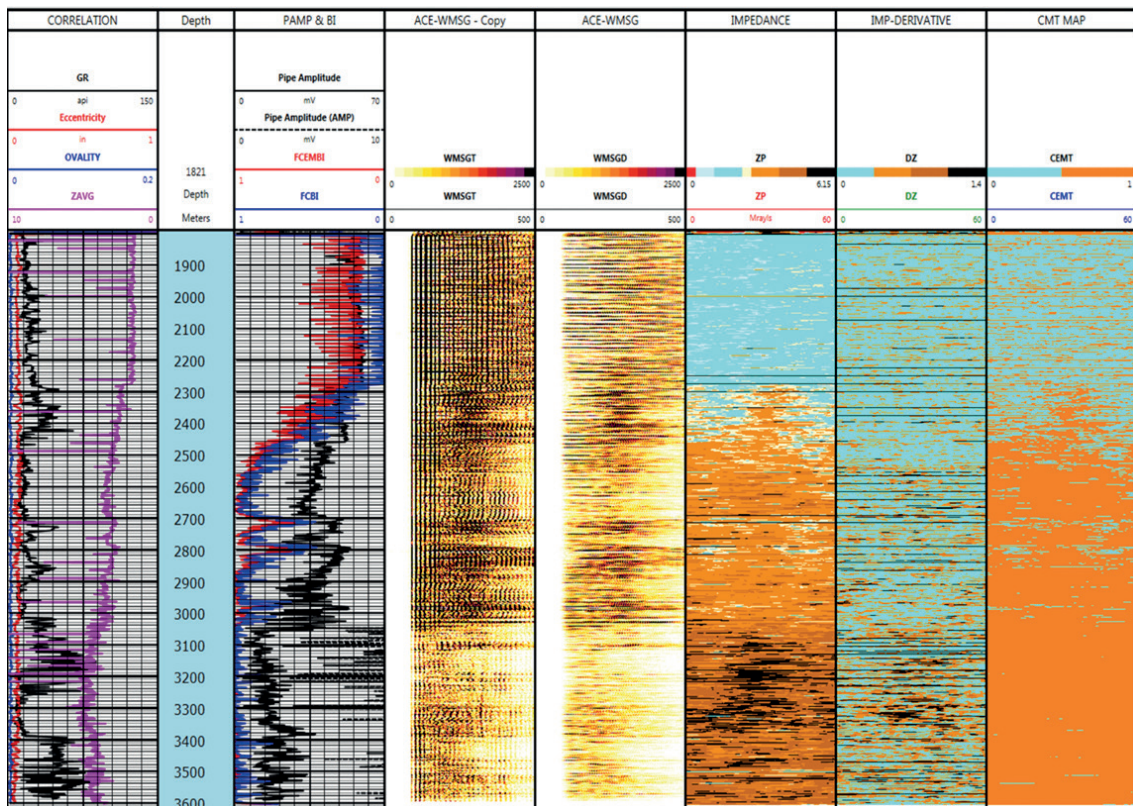 CORRELATION
Depth
PAMP & BI
ACE-WMSG - Copy
ACE-WMSG
IMPEDANCE
IMP-DERIVATIVE
CMT MAP
GR
0 api 150
Eccentricity
0 in 1
OVALITY
0 0.2
ZAVG
10 0
1821
Depth
Meters
Pipe Amplitude
0 mV 70
Pipe Amplitude (AMP)
0 mV 10
FCEMBI
1 0
FCBI
1 0
WMSGT
0 2500
WMSGT
0 500
WMSGD
0 2500
WMSGD
0 500
ZP
0 6.15
ZP
0 Mrayls 60
DZ
0 1.4
DZ
0 60
CEMT
0 1
CEMT
0 60
1900
2000
2100
2200
2300
2400
2500
2600
2700
2800
2900
3000
3100
3200
3300
3400
3500
3600